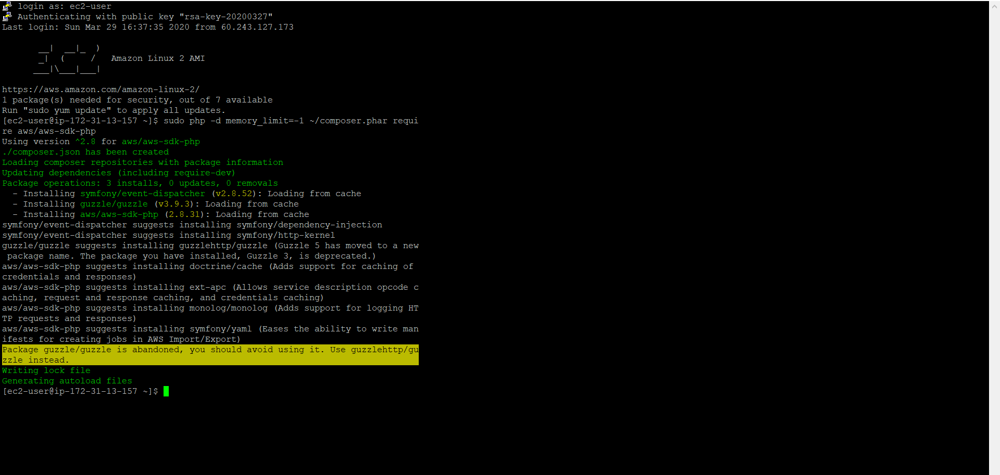 login as: ec2-user
Authenticating with public key "rsa-key-20200327"
Last login: Sun Mar 29 16:37:35 2020 from 60.243.127.173
       __|  __|_  )
       _|  (     /   Amazon Linux 2 AMI
      ___|\___|___|
https://aws.amazon.com/amazon-linux-2/
1 package(s) needed for security, out of 7 available
Run "sudo yum update" to apply all updates.
[ec2-user@ip-172-31-13-157 ~]$ sudo php -d memory_limit=-1 ~/composer.phar requi
re aws/aws-sdk-php
Using version ^2.8 for aws/aws-sdk-php
./composer.json has been created
Loading composer repositories with package information
Updating dependencies (including require-dev)
Package operations: 3 installs, 0 updates, 0 removals
  - Installing symfony/event-dispatcher (v2.8.52): Loading from cache
  - Installing guzzle/guzzle (v3.9.3): Loading from cache
  - Installing aws/aws-sdk-php (2.8.31): Loading from cache
symfony/event-dispatcher suggests installing symfony/dependency-injection
symfony/event-dispatcher suggests installing symfony/http-kernel
guzzle/guzzle suggests installing guzzlehttp/guzzle (Guzzle 5 has moved to a new
 package name. The package you have installed, Guzzle 3, is deprecated.)
aws/aws-sdk-php suggests installing doctrine/cache (Adds support for caching of
credentials and responses)
aws/aws-sdk-php suggests installing ext-apc (Allows service description opcode c
aching, request and response caching, and credentials caching)
aws/aws-sdk-php suggests installing monolog/monolog (Adds support for logging HT
TP requests and responses)
aws/aws-sdk-php suggests installing symfony/yaml (Eases the ability to write man
ifests for creating jobs in AWS Import/Export)
Package guzzle/guzzle is abandoned, you should avoid using it. Use guzzlehttp/gu
zzle instead.
Writing lock file
Generating autoload files
[ec2-user@ip-172-31-13-157 ~]$